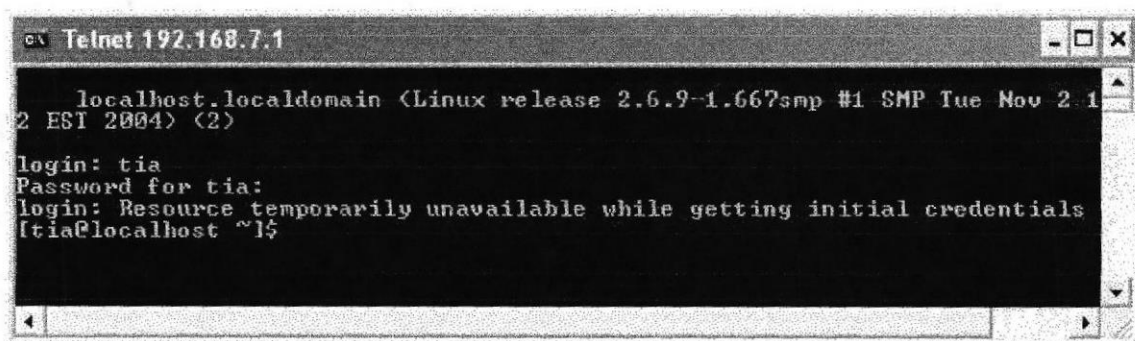 Telnet 192.168.7.1
localhost.localdomain (Linux release 2.6.9-1.667smp #1 SMP Tue Nov 2 1
2 EST 2004) (2)
login: tia
Password for tia:
login: Resource temporarily unavailable while getting initial credentials
[tia@localhost ~]$